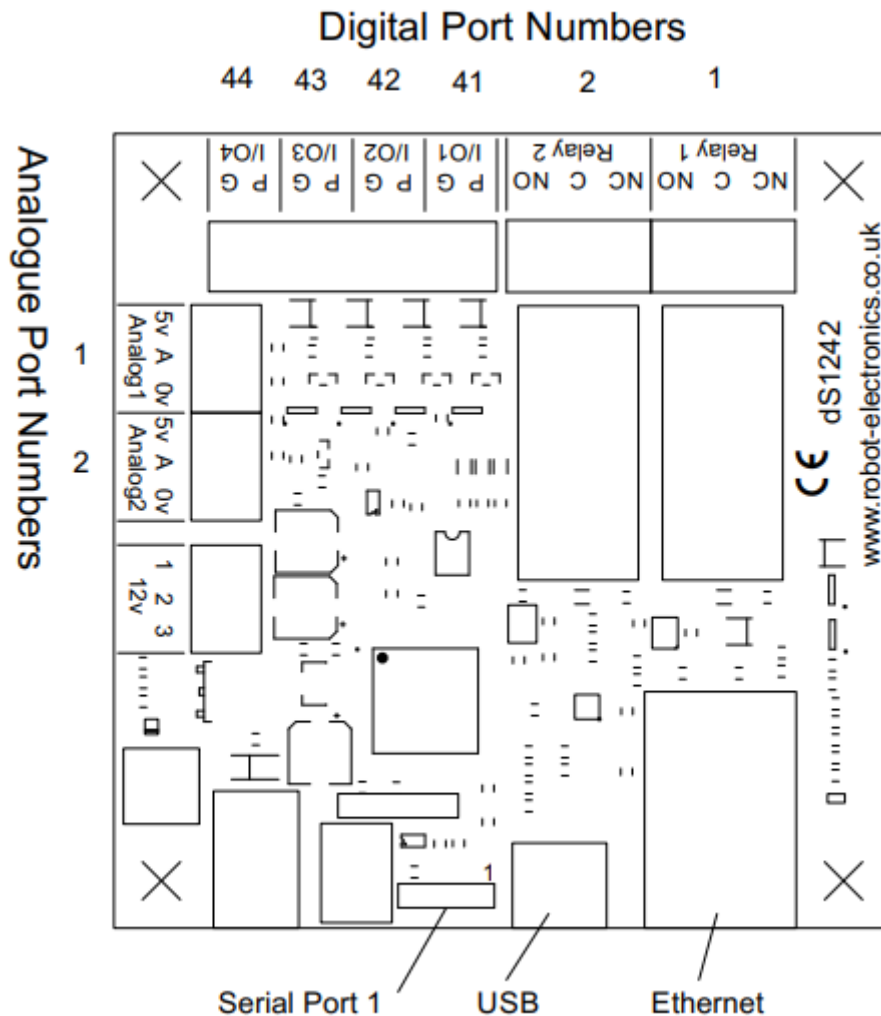 Digital Port Numbers
44 43 42 41 2 1
I/O4 I/O3 I/O2 I/O1 Relay 2 Relay 1
G P G P G P G P NO C NC NO C NC
Analogue Port Numbers
1
5v A 0v
Analog1
2
5v A 0v
Analog2
1 2 3
12v
CE dS1242
www.robot-electronics.co.uk
1
Serial Port 1 USB Ethernet